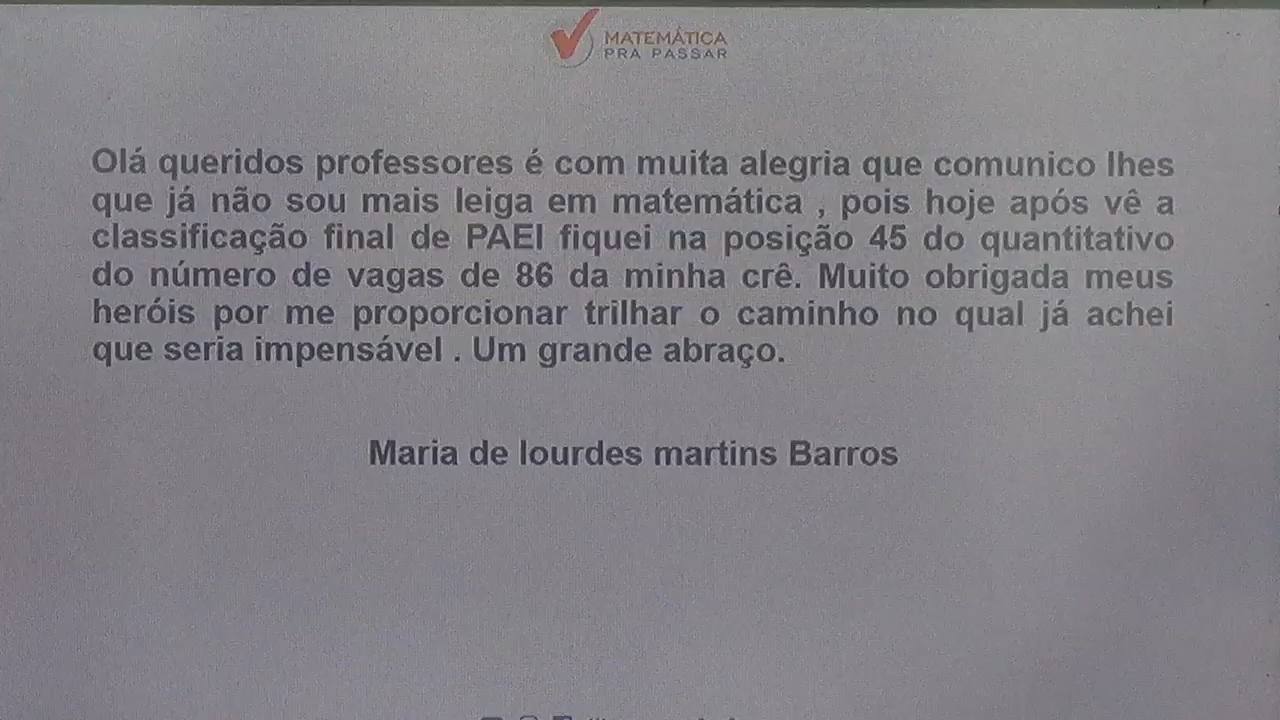 MATEMÁTICA
PRA PASSAR
Olá queridos professores é com muita alegria que comunico lhes
que já não sou mais leiga em matemática , pois hoje após vê a
classificação final de PAEI fiquei na posição 45 do quantitativo
do número de vagas de 86 da minha crê. Muito obrigada meus
heróis por me proporcionar trilhar o caminho no qual já achei
que seria impensável . Um grande abraço.
Maria de lourdes martins Barros